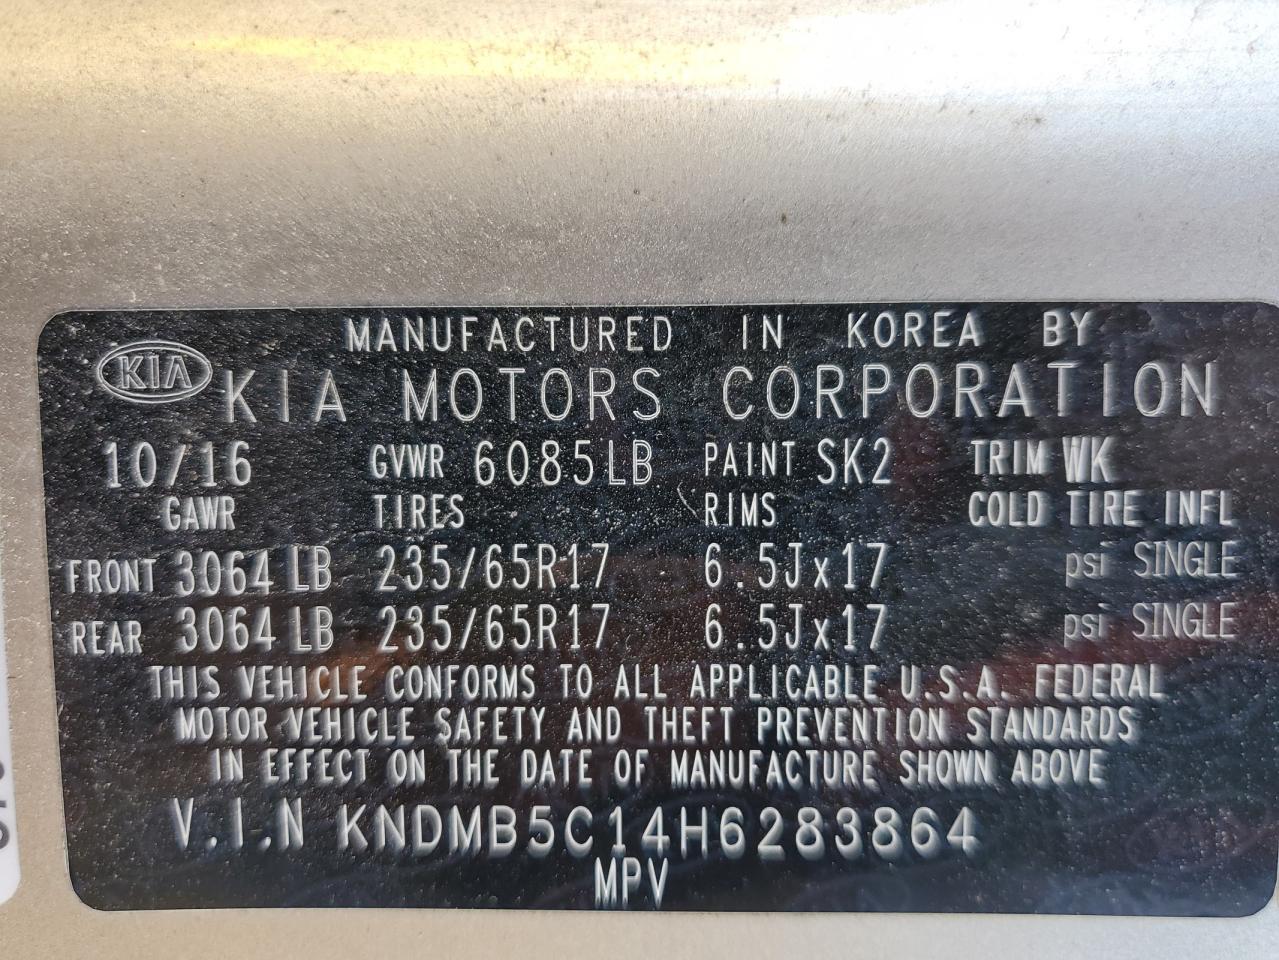 MANUFACTURED IN KOREA BY
KIA
KIA MOTORS CORPORATION
10/16 GVWR 6085LB PAINT SK2 TRIM WK
GAWR TIRES RIMS COLD TIRE INFL
FRONT 3064 LB 235/65R17 6.5Jx17 psi SINGLE
REAR 3064 LB 235/65R17 6.5Jx17 psi SINGLE
THIS VEHICLE CONFORMS TO ALL APPLICABLE U.S.A. FEDERAL
MOTOR VEHICLE SAFETY AND THEFT PREVENTION STANDARDS
IN EFFECT ON THE DATE OF MANUFACTURE SHOWN ABOVE
V.I.N KNDMB5C14H6283864
MPV